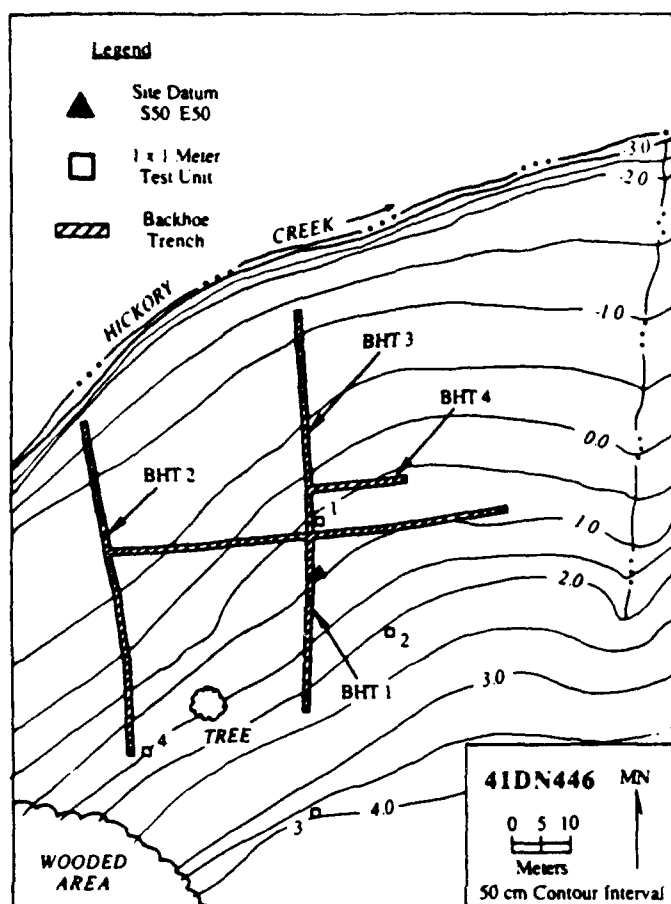 Legend
Site Datum
S50 E50
1 x 1 Meter
Test Unit
Backhoe
Trench
HICKORY CREEK
-3.0
-2.0
-1.0
BHT 3
BHT 4
0.0
BHT 2
1
1.0
2.0
2
BHT 1
3.0
TREE
4
4.0
3
WOODED
AREA
41DN446
MN
0 5 10
Meters
50 cm Contour Interval